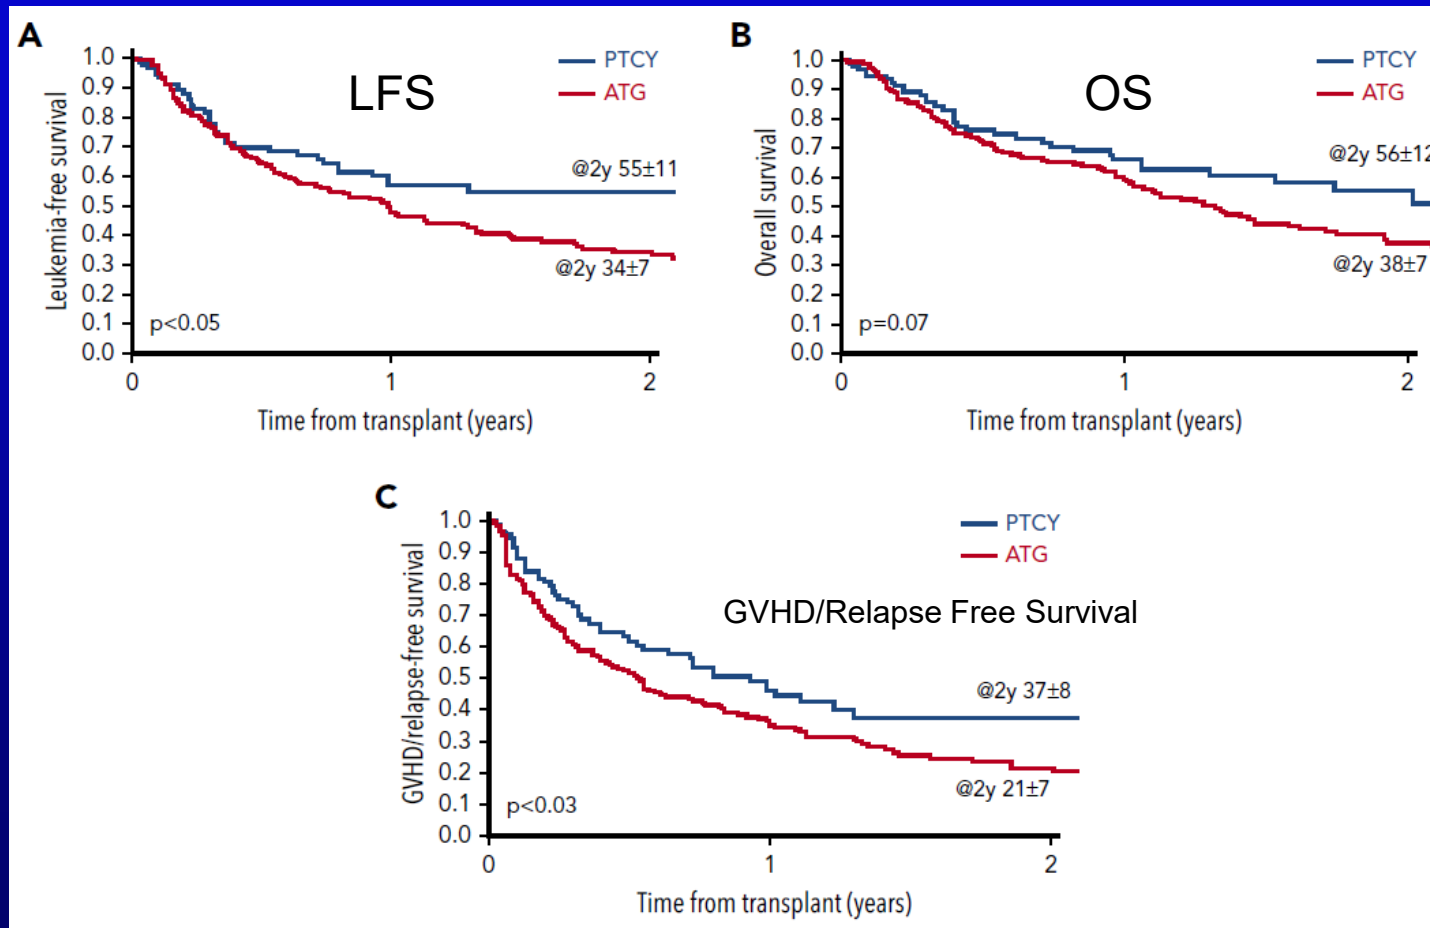 A
LFS
PTCY
ATG
1.0
0.9
0.8
0.7
0.6
0.5
0.4
0.3
0.2
0.1
0.0
Leukemia-free survival
@2y 55±11
@2y 34±7
p<0.05
0 1 2
Time from transplant (years)
B
OS
PTCY
ATG
1.0
0.9
0.8
0.7
0.6
0.5
0.4
0.3
0.2
0.1
0.0
Overall survival
@2y 56±12
@2y 38±7
p=0.07
0 1 2
Time from transplant (years)
C
PTCY
ATG
GVHD/Relapse Free Survival
1.0
0.9
0.8
0.7
0.6
0.5
0.4
0.3
0.2
0.1
0.0
GVHD/relapse-free survival
@2y 37±8
@2y 21±7
p<0.03
0 1 2
Time from transplant (years)